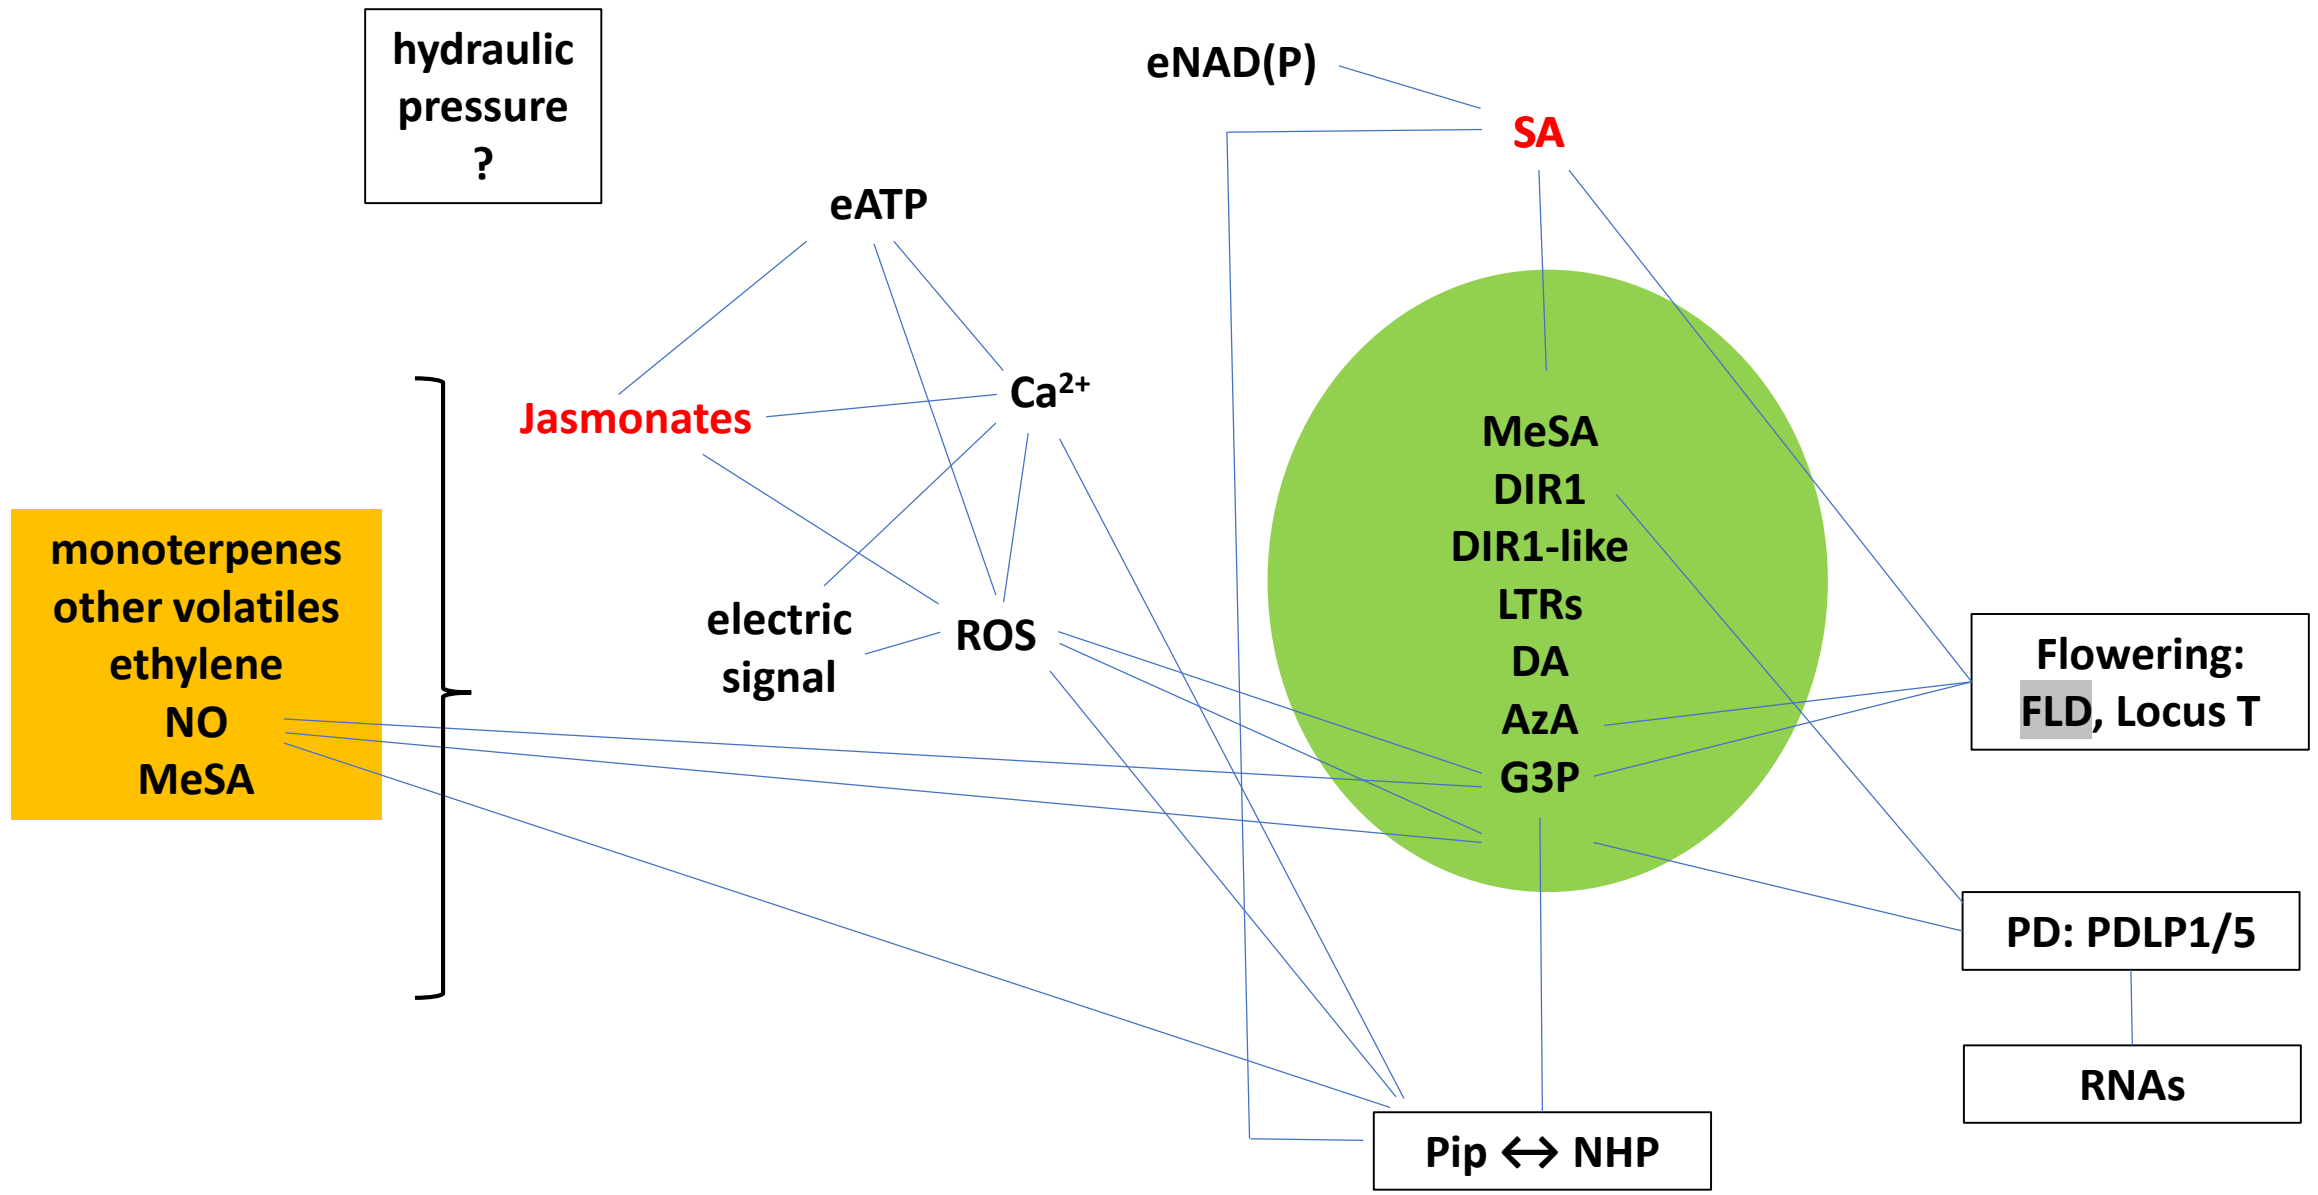 hydraulic
pressure
?
eNAD(P)
SA
eATP
Ca²⁺
Jasmonates
MeSA
DIR1
DIR1-like
LTRs
DA
AzA
G3P
monoterpenes
other volatiles
ethylene
NO
MeSA
electric
signal
ROS
Flowering:
FLD, Locus T
PD: PDLP1/5
RNAs
Pip ↔ NHP